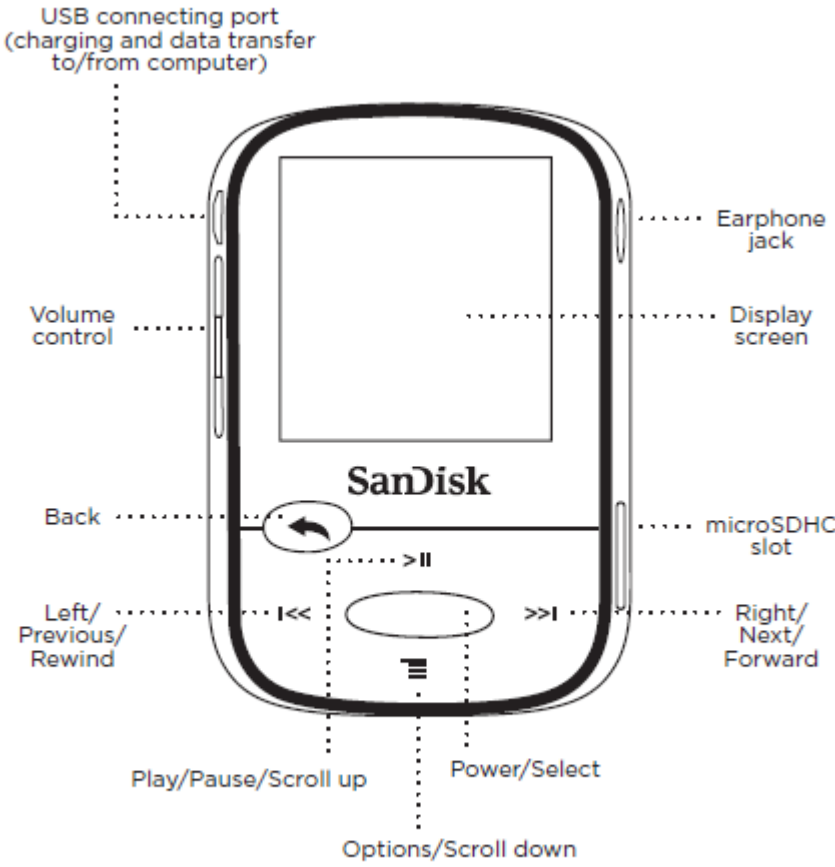 USB connecting port
(charging and data transfer
to/from computer)
Earphone
jack
Volume
control
Display
screen
SanDisk
Back
microSDHC
slot
>II
Left/
Previous/
Rewind
I<<
>>I
Right/
Next/
Forward
Play/Pause/Scroll up
Power/Select
Options/Scroll down